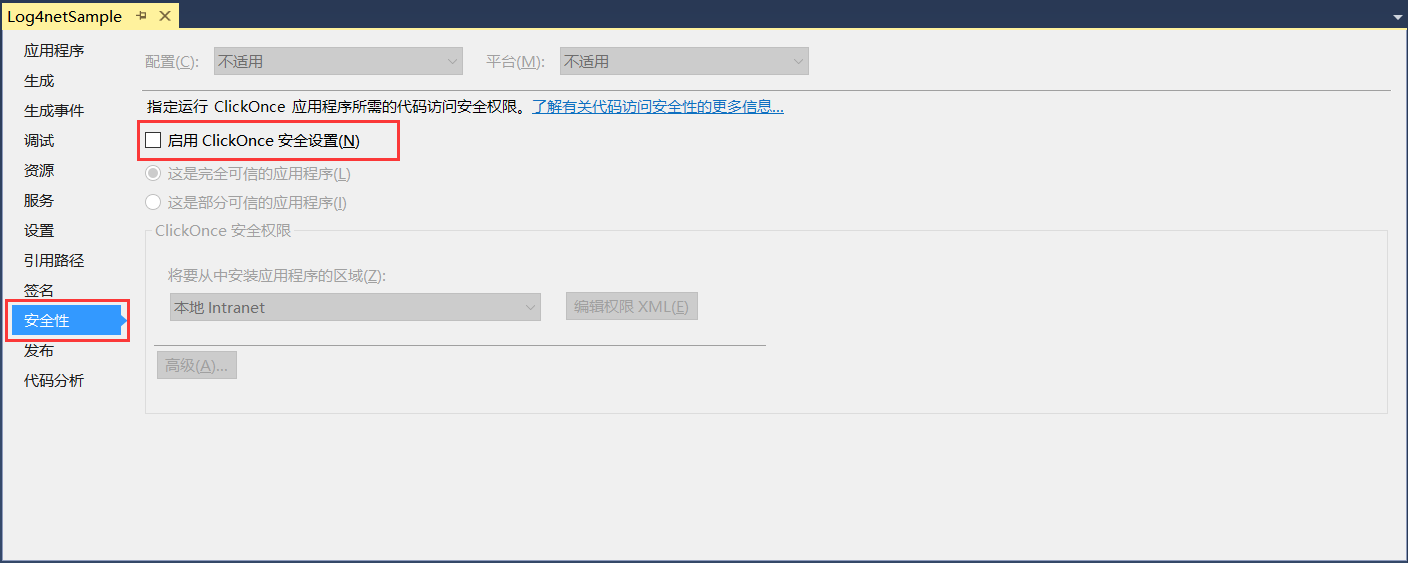 Log4netSample
应用程序
生成
生成事件
调试
资源
服务
设置
引用路径
签名
安全性
发布
代码分析
配置(C): 不适用 平台(M): 不适用
指定运行 ClickOnce 应用程序所需的代码访问安全权限。了解有关代码访问安全性的更多信息...
启用 ClickOnce 安全设置(N)
这是完全可信的应用程序(L)
这是部分可信的应用程序(I)
ClickOnce 安全权限
将要从中安装应用程序的区域(Z):
本地 Intranet 编辑权限 XML(E)
高级(A)...